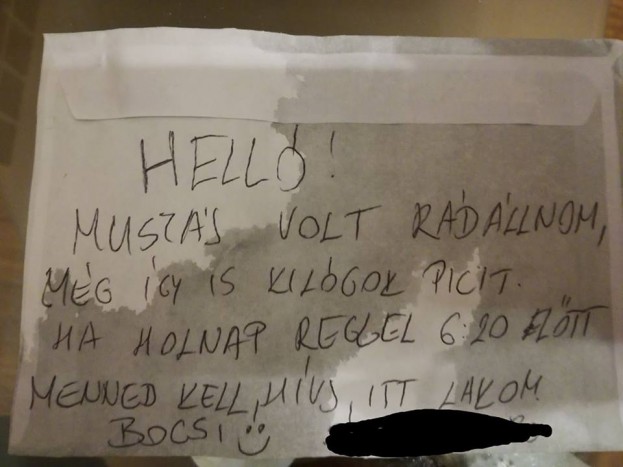 HELLÓ!
MUSZÁJ VOLT RÁDÁLLNOM,
MÉG ÍGY IS KILÓGOK PICIT.
HA HOLNAP REGGEL 6:20 ELŐTT
MENNED KELL, HÍVJ, ITT LAKOM
BOCSI :)